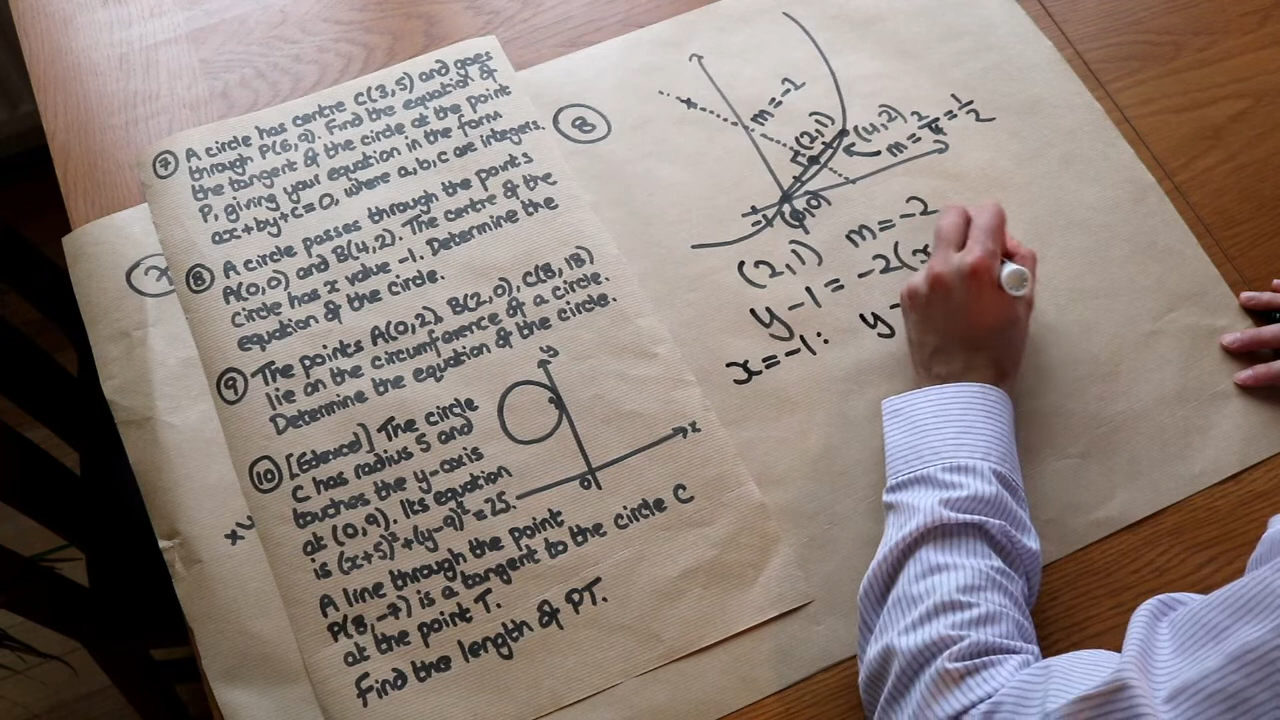 ⑦ A circle has centre C(3,5) and goes
through P(6,9). Find the equation of
the tangent of the circle at the point
P, giving your equation in the form
ax+by+c=0, where a,b,c are integers.
⑧ A circle passes through the points
A(0,0) and B(4,2). The centre of the
circle has x value -1. Determine the
equation of the circle.
⑨ The points A(0,2), B(2,0), C(8,18)
lie on the circumference of a circle.
Determine the equation of the circle.
⑩ [Edexcel] The circle
C has radius 5 and
touches the y-axis
at (0,9). Its equation
is (x+5)²+(y-9)²=25.
A line through the point
P(8,-7) is a tangent to the circle C
at the point T.
Find the length of PT.
y
x
0
⑦
⑧
m=-2
(2,1)
(4,2)
m=2/4=1/2
-1
(0,0)
(2,1) m=-2
y-1=-2(x
x=-1: y-